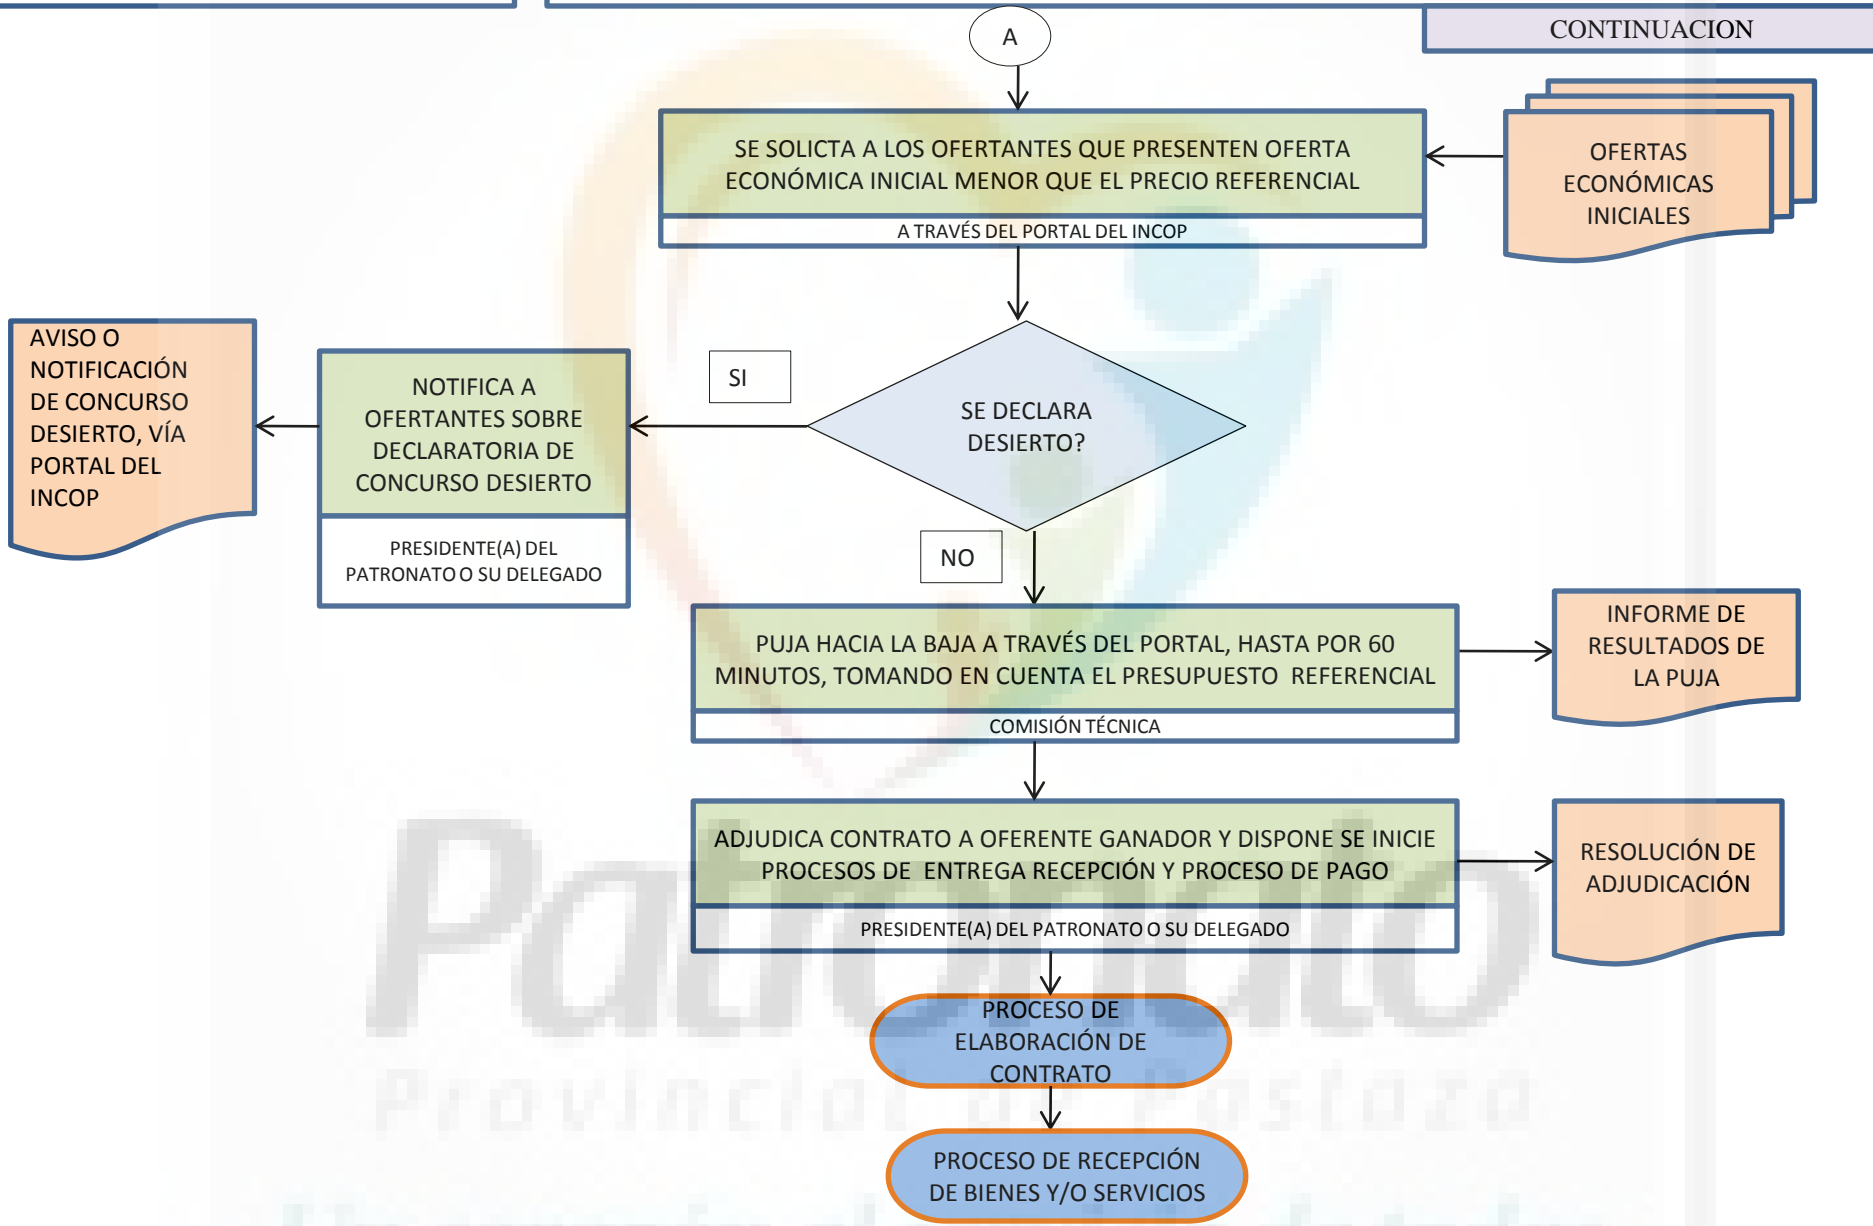 CONTINUACION
A
SE SOLICTA A LOS OFERTANTES QUE PRESENTEN OFERTA
ECONÓMICA INICIAL MENOR QUE EL PRECIO REFERENCIAL
A TRAVÉS DEL PORTAL DEL INCOP
OFERTAS
ECONÓMICAS
INICIALES
AVISO O
NOTIFICACIÓN
DE CONCURSO
DESIERTO, VÍA
PORTAL DEL
INCOP
NOTIFICA A
OFERTANTES SOBRE
DECLARATORIA DE
CONCURSO DESIERTO
PRESIDENTE(A) DEL
PATRONATO O SU DELEGADO
SI
SE DECLARA
DESIERTO?
NO
PUJA HACIA LA BAJA A TRAVÉS DEL PORTAL, HASTA POR 60
MINUTOS, TOMANDO EN CUENTA EL PRESUPUESTO  REFERENCIAL
COMISIÓN TÉCNICA
INFORME DE
RESULTADOS DE
LA PUJA
ADJUDICA CONTRATO A OFERENTE GANADOR Y DISPONE SE INICIE
PROCESOS DE  ENTREGA RECEPCIÓN Y PROCESO DE PAGO
PRESIDENTE(A) DEL PATRONATO O SU DELEGADO
RESOLUCIÓN DE
ADJUDICACIÓN
PROCESO DE
ELABORACIÓN DE
CONTRATO
PROCESO DE RECEPCIÓN
DE BIENES Y/O SERVICIOS
Patronato
Provincial de Pastaza